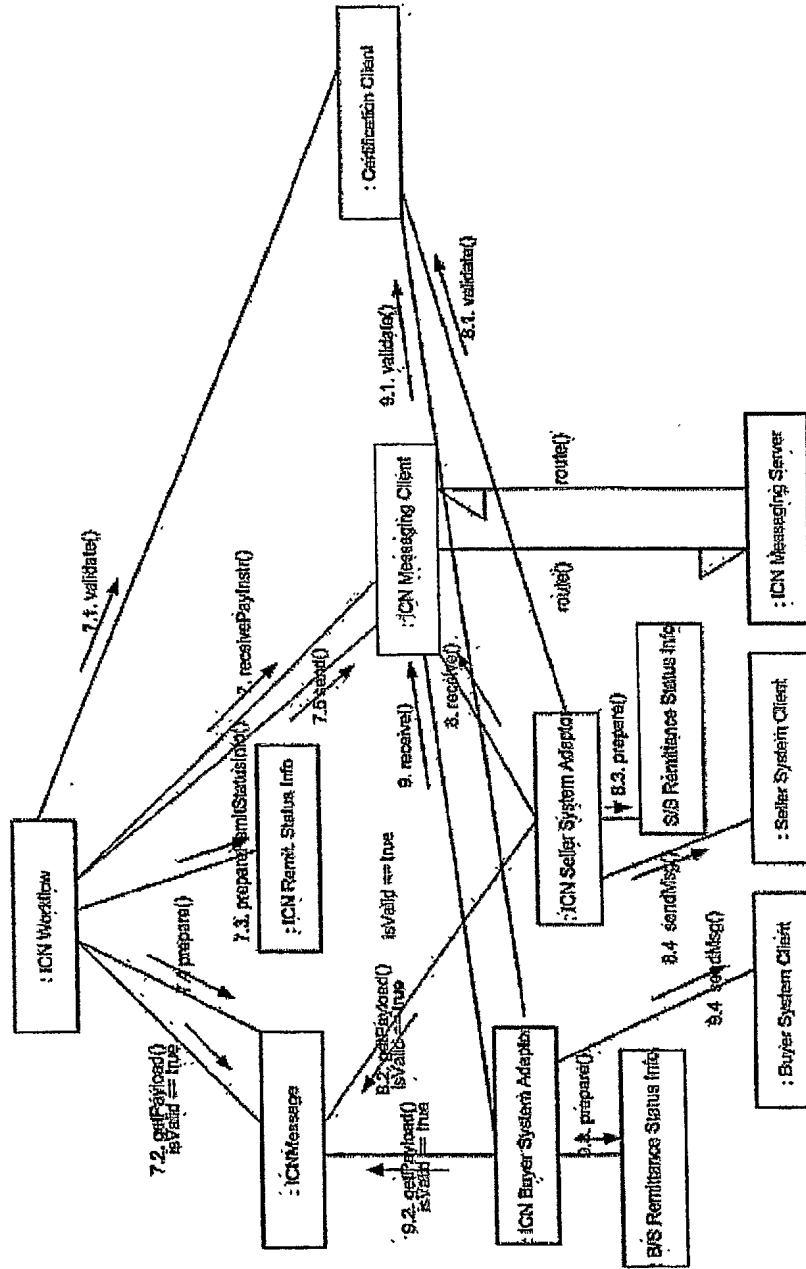 : ICN Workflow
: Certification Client
7.1. validate()
7. receivePayInstr()
7.5 send()
7.3. prepareRemitStatusInfo()
: ICN Remit. Status Info
7.4 prepare()
7.2. getPayload()
isValid == true
: ICNMessage
9.1. validate()
8.1. validate()
: ICN Messaging Client
9. receive()
8. receive()
isValid == true
8.2. getPayload()
isValid == true
9.2. getPayload()
isValid == true
route()
route()
: ICN Messaging Server
: ICN Seller System Adaptor
8.3. prepare()
S/S Remittance Status Info
8.4 sendMsg()
: Seller System Client
: ICN Buyer System Adaptor
9.3. prepare()
: B/S Remittance Status Info
9.4 sendMsg()
: Buyer System Client